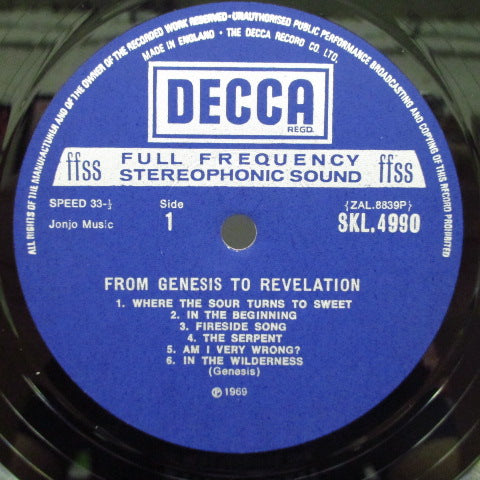 ALL RIGHTS OF THE MANUFACTURER AND OF THE OWNER OF THE RECORDED WORK RESERVED • UNAUTHORISED PUBLIC PERFORMANCE BROADCASTING AND COPYING OF THIS RECORD PROHIBITED
MADE IN ENGLAND • THE DECCA RECORD CO. LTD.
DECCA
REGD.
ffss FULL FREQUENCY STEREOPHONIC SOUND ffss
SPEED 33-⅓ Side {ZAL.8839P}
Jonjo Music 1 SKL.4990
FROM GENESIS TO REVELATION
1. WHERE THE SOUR TURNS TO SWEET
2. IN THE BEGINNING
3. FIRESIDE SONG
4. THE SERPENT
5. AM I VERY WRONG?
6. IN THE WILDERNESS
(Genesis)
℗ 1969